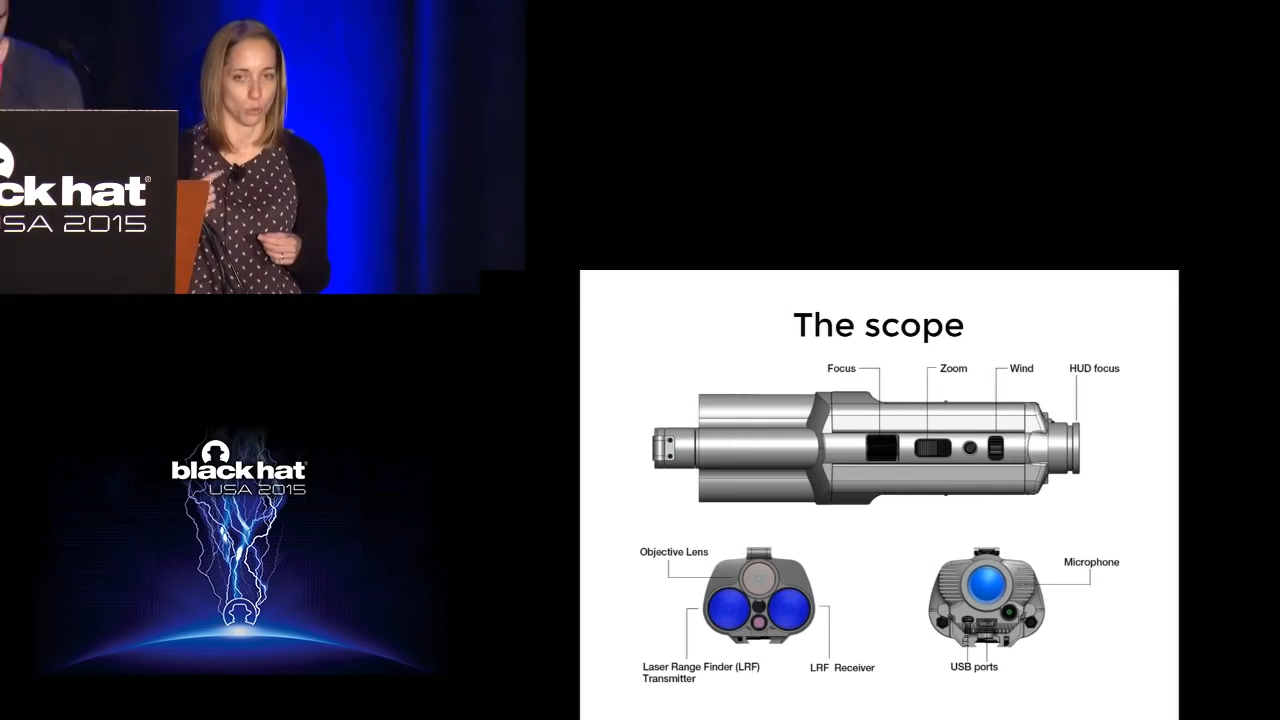 ck hat®
USA 2015
The scope
Focus
Zoom
Wind
HUD focus
black hat®
USA 2015
Objective Lens
Microphone
Laser Range Finder (LRF)
Transmitter
LRF Receiver
USB ports